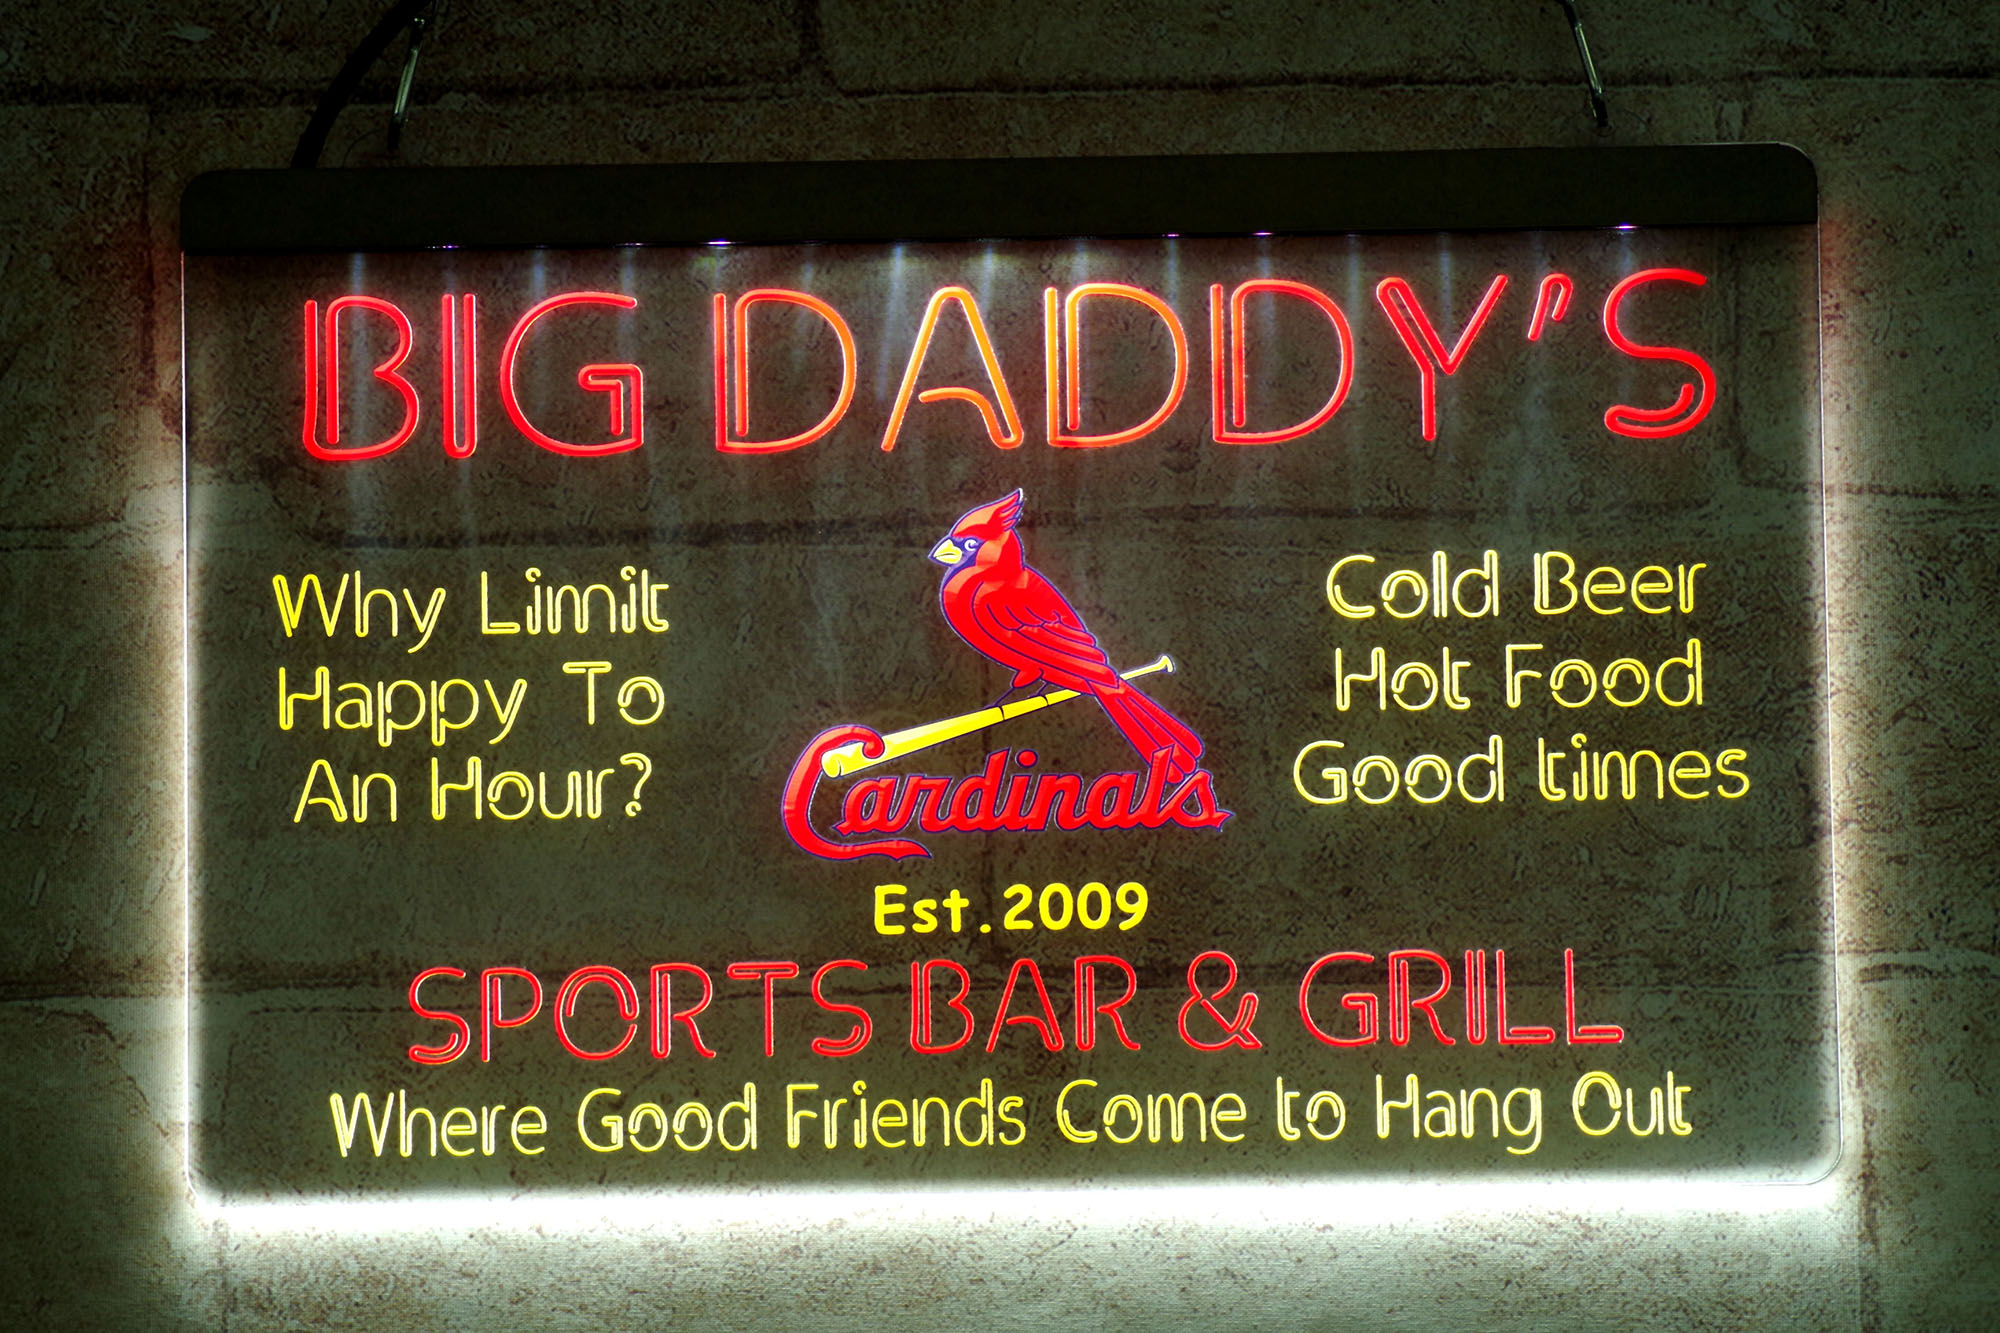 BIG DADDY'S
Why Limit
Happy To
An Hour?
Cold Beer
Hot Food
Good times
Cardinals
Est.2009
SPORTS BAR & GRILL
Where Good Friends Come to Hang Out